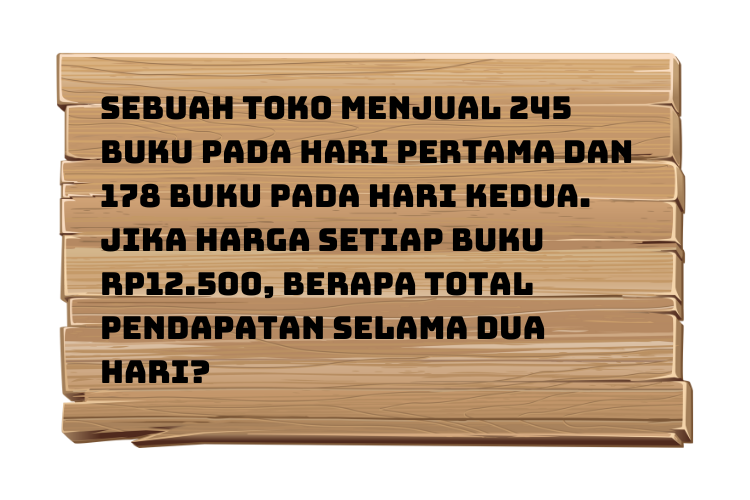 SEBUAH TOKO MENJUAL 245
BUKU PADA HARI PERTAMA DAN
178 BUKU PADA HARI KEDUA.
JIKA HARGA SETIAP BUKU
RP12.500, BERAPA TOTAL
PENDAPATAN SELAMA DUA
HARI?